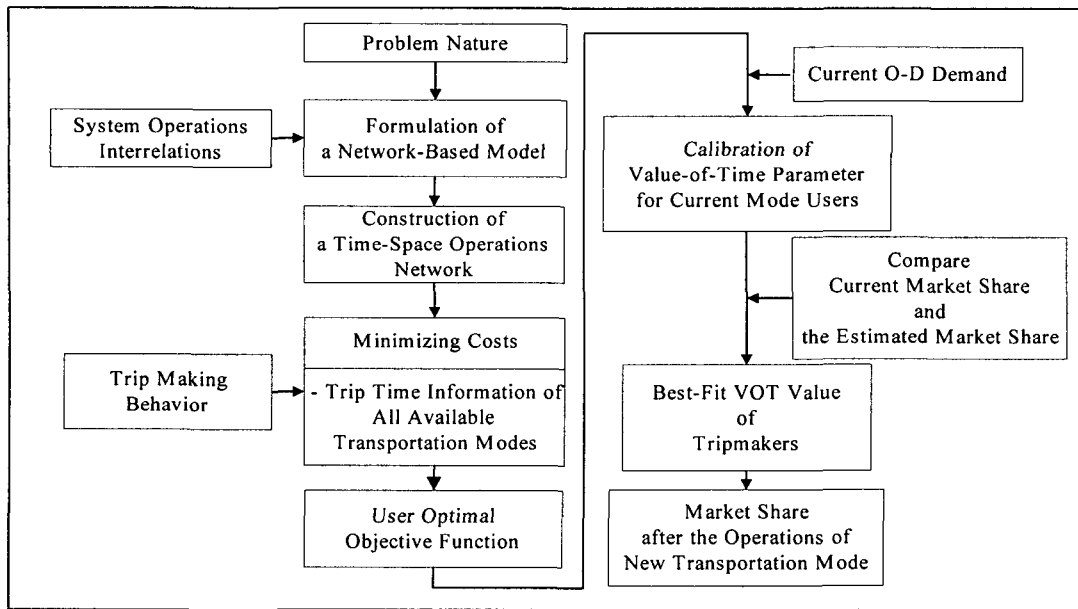 Problem Nature
System Operations
Interrelations
Formulation of
a Network-Based Model
Construction of
a Time-Space Operations
Network
Minimizing Costs
Trip Making
Behavior
- Trip Time Information of
All Available
Transportation Modes
User Optimal
Objective Function
Current O-D Demand
Calibration of
Value-of-Time Parameter
for Current Mode Users
Compare
Current Market Share
and
the Estimated Market Share
Best-Fit VOT Value
of
Tripmakers
Market Share
after the Operations of
New Transportation Mode